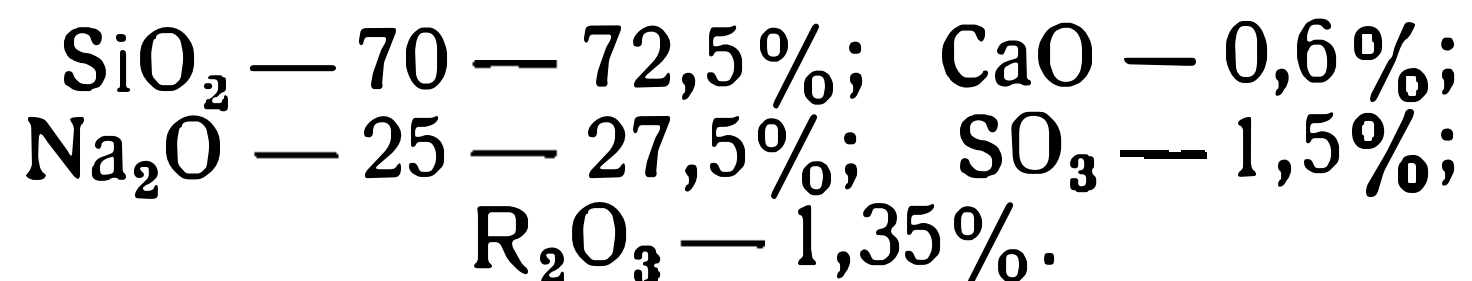 SiO₂ — 70 — 72,5%; CaO — 0,6%;
Na₂O — 25 — 27,5%; SO₃ — 1,5%;
R₂O₃ — 1,35%.